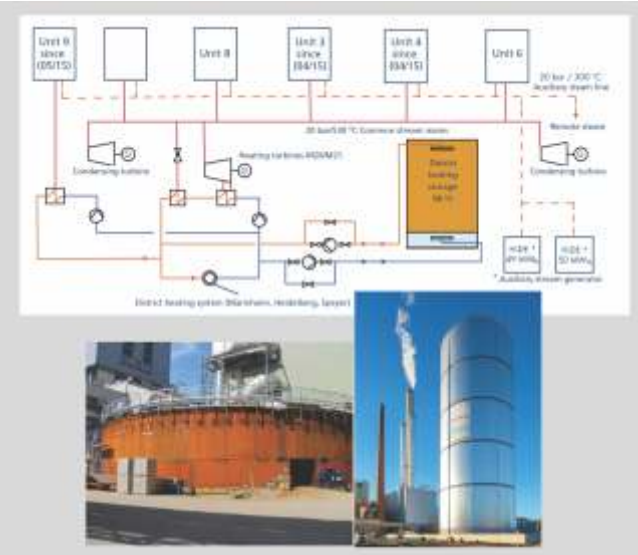 Unit 9
since
(05/15)
Unit 8
Unit 3
since
(04/15)
Unit 4
since
(04/15)
Unit 6
20 bar / 300 °C
Auxiliary steam line
Remote steam
20 bar/530 °C Common steam
Heating turbines
Condensing turbine
Condensing turbine
District
heating
storage
* Auxiliary steam generator
District heating system (Mannheim, Heidelberg, Speyer)